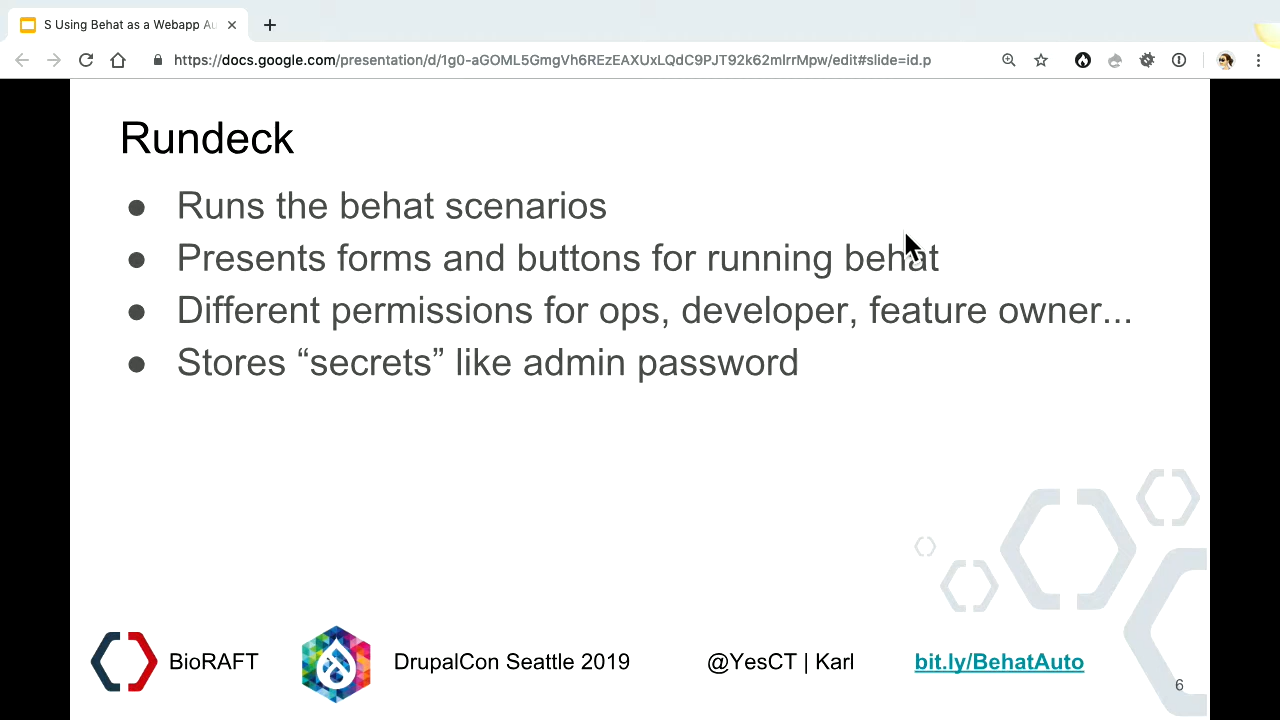 S Using Behat as a Webapp Au
https://docs.google.com/presentation/d/1g0-aGOML5GmgVh6REzEAXUxLQdC9PJT92k62mlrrMpw/edit#slide=id.p
Rundeck
● Runs the behat scenarios
● Presents forms and buttons for running behat
● Different permissions for ops, developer, feature owner...
● Stores “secrets” like admin password
BioRAFT
DrupalCon Seattle 2019
@YesCT | Karl
bit.ly/BehatAuto
6